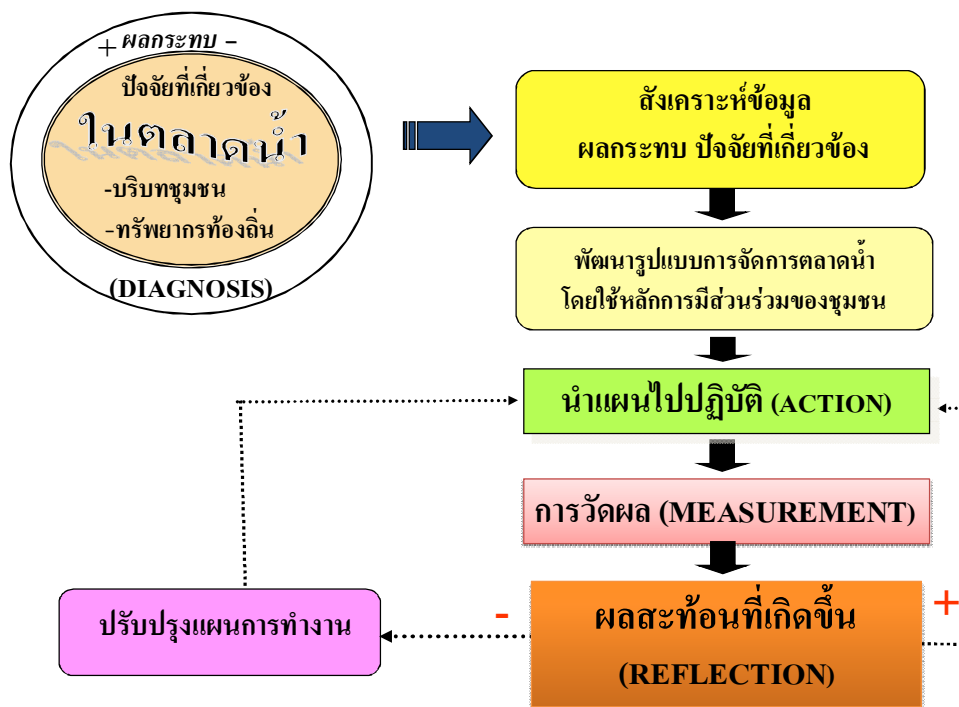 + ผลกระทบ -
ปัจจัยที่เกี่ยวข้อง
ในตลาดน้ำ
-บริบทชุมชน
-ทรัพยากรท้องถิ่น
(DIAGNOSIS)
สังเคราะห์ข้อมูล
ผลกระทบ ปัจจัยที่เกี่ยวข้อง
พัฒนารูปแบบการจัดการตลาดน้ำ
โดยใช้หลักการมีส่วนร่วมของชุมชน
นำแผนไปปฏิบัติ (ACTION)
การวัดผล (MEASUREMENT)
ผลสะท้อนที่เกิดขึ้น
(REFLECTION)
-
+
ปรับปรุงแผนการทำงาน